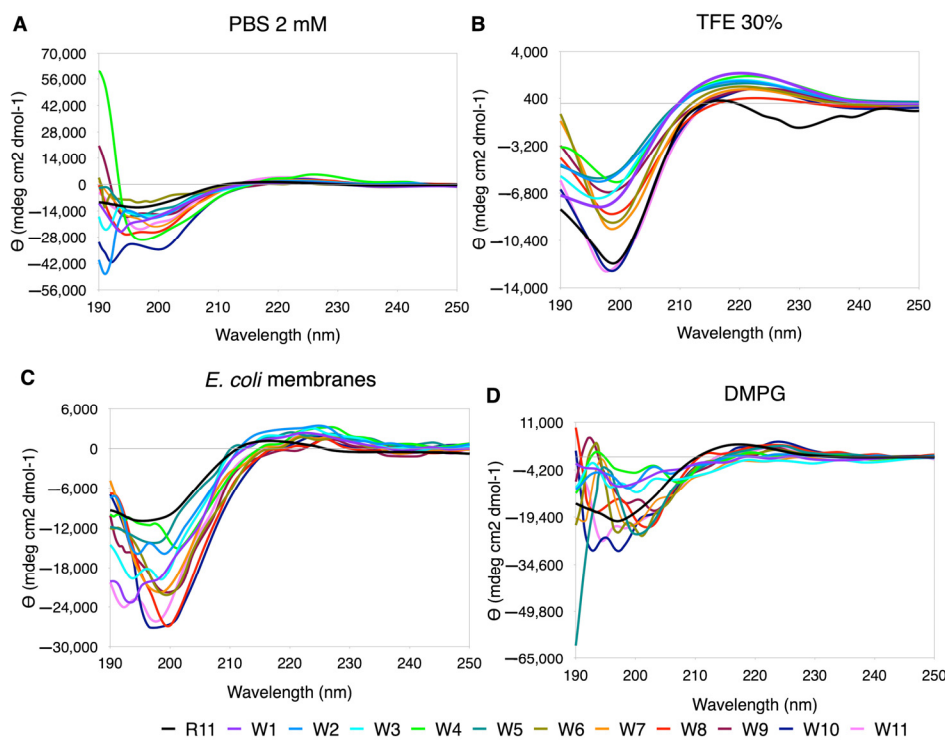 A
PBS 2 mM
70,000
56,000
42,000
28,000
14,000
0
—14,000
—28,000
—42,000
—56,000
190 200 210 220 230 240 250
Wavelength (nm)
Ө (mdeg cm2 dmol-1)
B
TFE 30%
4,000
400
—3,200
—6,800
—10,400
—14,000
190 200 210 220 230 240 250
Wavelength (nm)
Ө (mdeg cm2 dmol-1)
C
E. coli membranes
6,000
0
—6,000
—12,000
—18,000
—24,000
—30,000
190 200 210 220 230 240 250
Wavelength (nm)
Ө (mdeg cm2 dmol-1)
D
DMPG
11,000
—4,200
—19,400
—34,600
—49,800
—65,000
190 200 210 220 230 240 250
Wavelength (nm)
Ө (mdeg cm2 dmol-1)
R11 W1 W2 W3 W4 W5 W6 W7 W8 W9 W10 W11